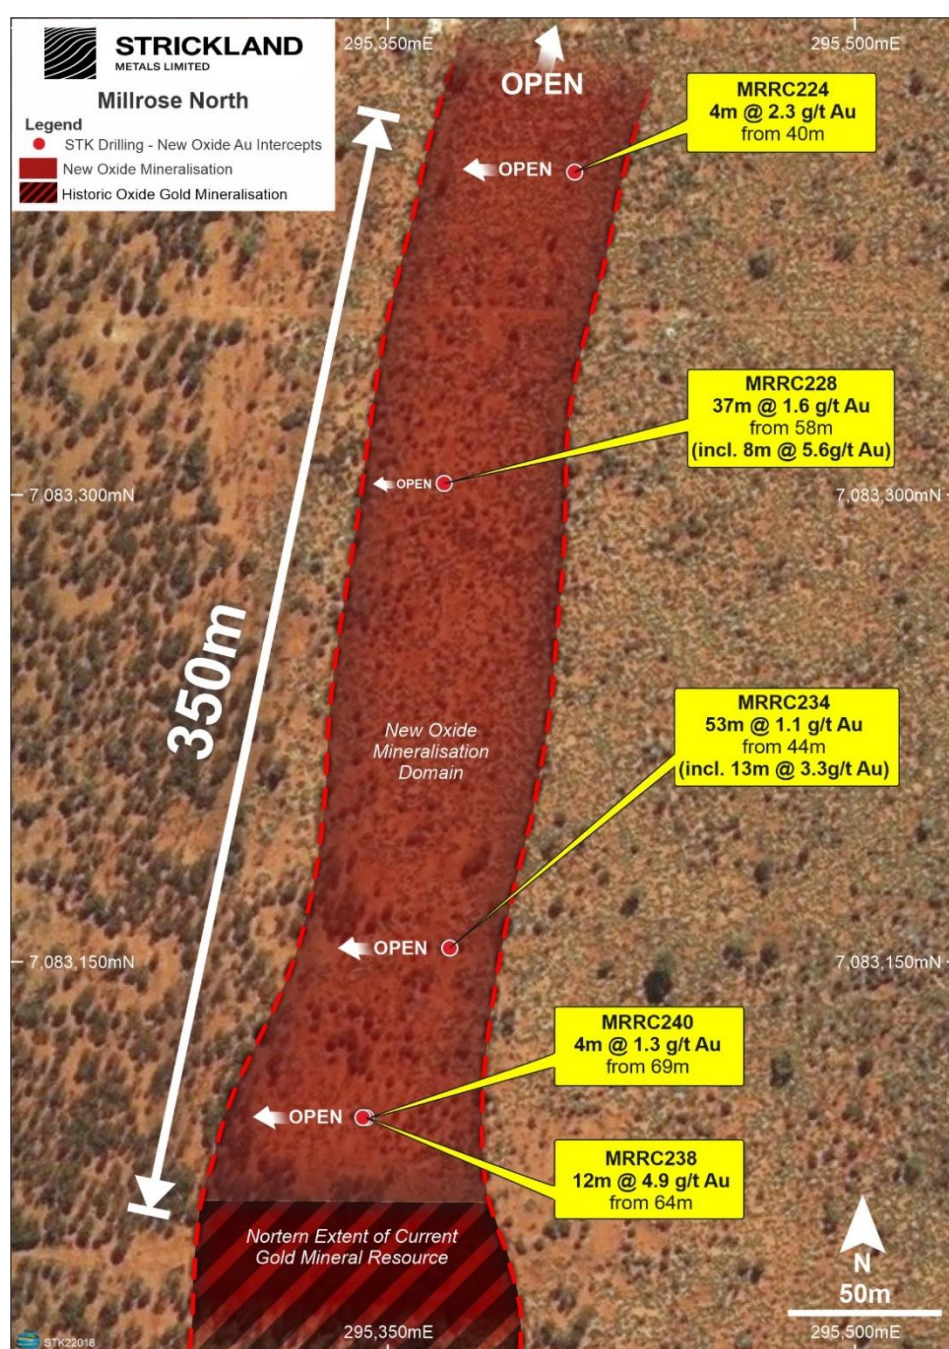 STRICKLAND
METALS LIMITED
Millrose North
Legend
STK Drilling - New Oxide Au Intercepts
New Oxide Mineralisation
Historic Oxide Gold Mineralisation
295,350mE
295,500mE
OPEN
MRRC224
4m @ 2.3 g/t Au
from 40m
OPEN
MRRC228
37m @ 1.6 g/t Au
from 58m
(incl. 8m @ 5.6g/t Au)
OPEN
7,083,300mN
7,083,300mN
350m
MRRC234
53m @ 1.1 g/t Au
from 44m
(incl. 13m @ 3.3g/t Au)
New Oxide
Mineralisation
Domain
OPEN
7,083,150mN
7,083,150mN
MRRC240
4m @ 1.3 g/t Au
from 69m
OPEN
MRRC238
12m @ 4.9 g/t Au
from 64m
Nortern Extent of Current
Gold Mineral Resource
N
50m
295,350mE
295,500mE
STK22018